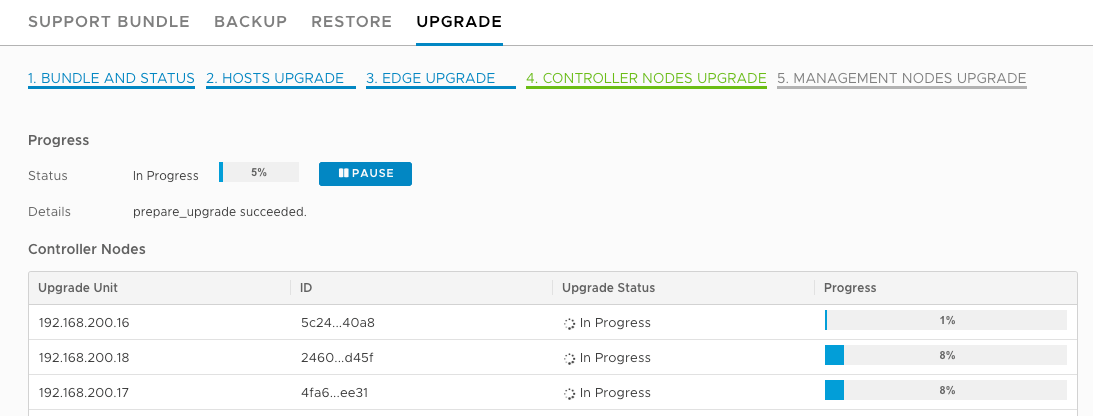 SUPPORT BUNDLE BACKUP RESTORE UPGRADE
1. BUNDLE AND STATUS 2. HOSTS UPGRADE 3. EDGE UPGRADE 4. CONTROLLER NODES UPGRADE 5. MANAGEMENT NODES UPGRADE
Progress
Status In Progress 5% PAUSE
Details prepare_upgrade succeeded.
Controller Nodes
Upgrade Unit ID Upgrade Status Progress
192.168.200.16 5c24...40a8 In Progress 1%
192.168.200.18 2460...d45f In Progress 8%
192.168.200.17 4fa6...ee31 In Progress 8%